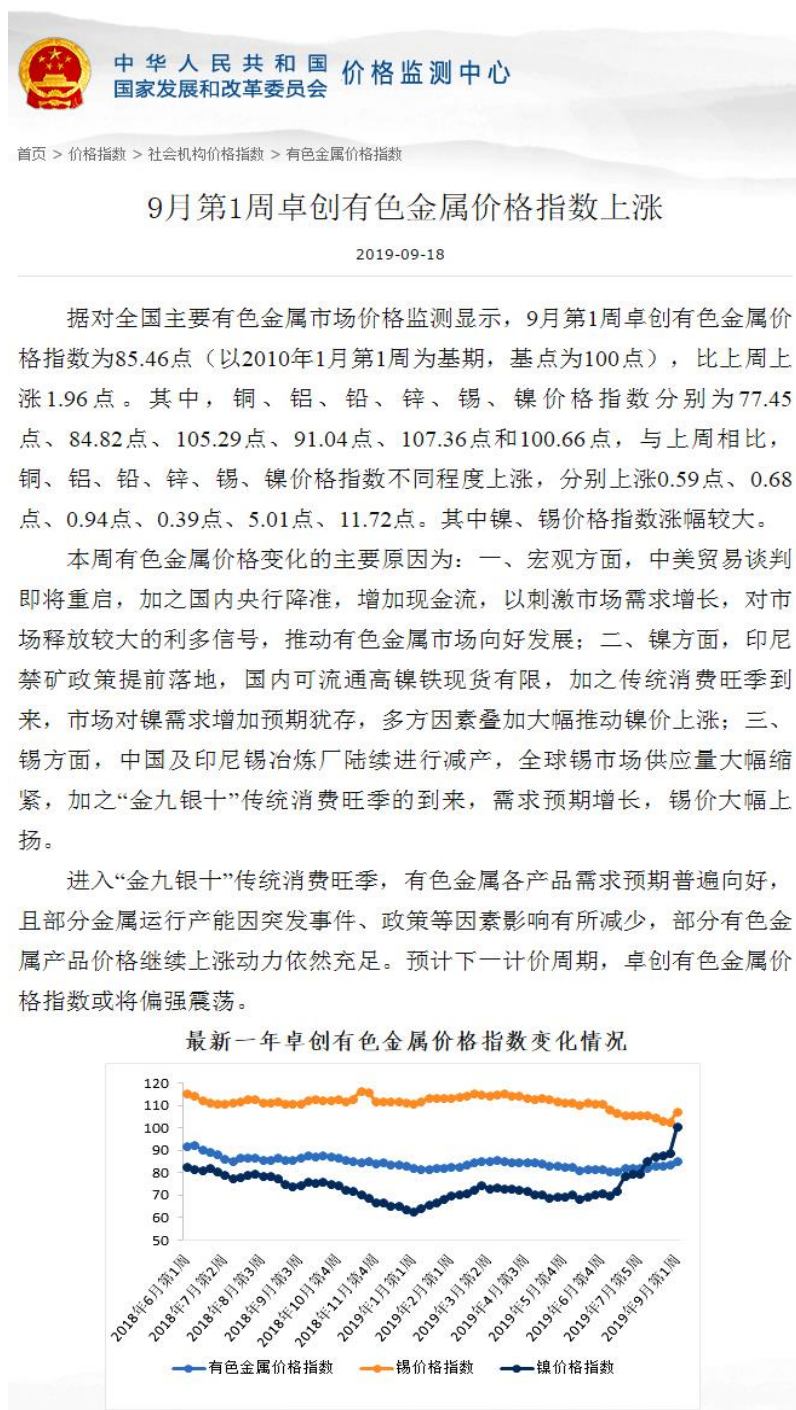 中华人民共和国
国家发展和改革委员会
价格监测中心
首页 > 价格指数 > 社会机构价格指数 > 有色金属价格指数
9月第1周卓创有色金属价格指数上涨
2019-09-18
据对全国主要有色金属市场价格监测显示，9月第1周卓创有色金属价
格指数为85.46点（以2010年1月第1周为基期，基点为100点），比上周上
涨1.96点。其中，铜、铝、铅、锌、锡、镍价格指数分别为77.45
点、84.82点、105.29点、91.04点、107.36点和100.66点，与上周相比，
铜、铝、铅、锌、锡、镍价格指数不同程度上涨，分别上涨0.59点、0.68
点、0.94点、0.39点、5.01点、11.72点。其中镍、锡价格指数涨幅较大。
本周有色金属价格变化的主要原因为：一、宏观方面，中美贸易谈判
即将重启，加之国内央行降准，增加现金流，以刺激市场需求增长，对市
场释放较大的利多信号，推动有色金属市场向好发展；二、镍方面，印尼
禁矿政策提前落地，国内可流通高镍铁现货有限，加之传统消费旺季到
来，市场对镍需求增加预期犹存，多方因素叠加大幅推动镍价上涨；三、
锡方面，中国及印尼锡冶炼厂陆续进行减产，全球锡市场供应量大幅缩
紧，加之“金九银十”传统消费旺季的到来，需求预期增长，锡价大幅上
扬。
进入“金九银十”传统消费旺季，有色金属各产品需求预期普遍向好，
且部分金属运行产能因突发事件、政策等因素影响有所减少，部分有色金
属产品价格继续上涨动力依然充足。预计下一计价周期，卓创有色金属价
格指数或将偏强震荡。
最新一年卓创有色金属价格指数变化情况
120
110
100
90
80
70
60
50
2018年6月第1周
2018年7月第2周
2018年8月第3周
2018年9月第3周
2018年10月第4周
2018年11月第4周
2019年1月第1周
2019年2月第1周
2019年3月第2周
2019年4月第3周
2019年5月第4周
2019年6月第4周
2019年7月第5周
2019年9月第1周
有色金属价格指数
锡价格指数
镍价格指数